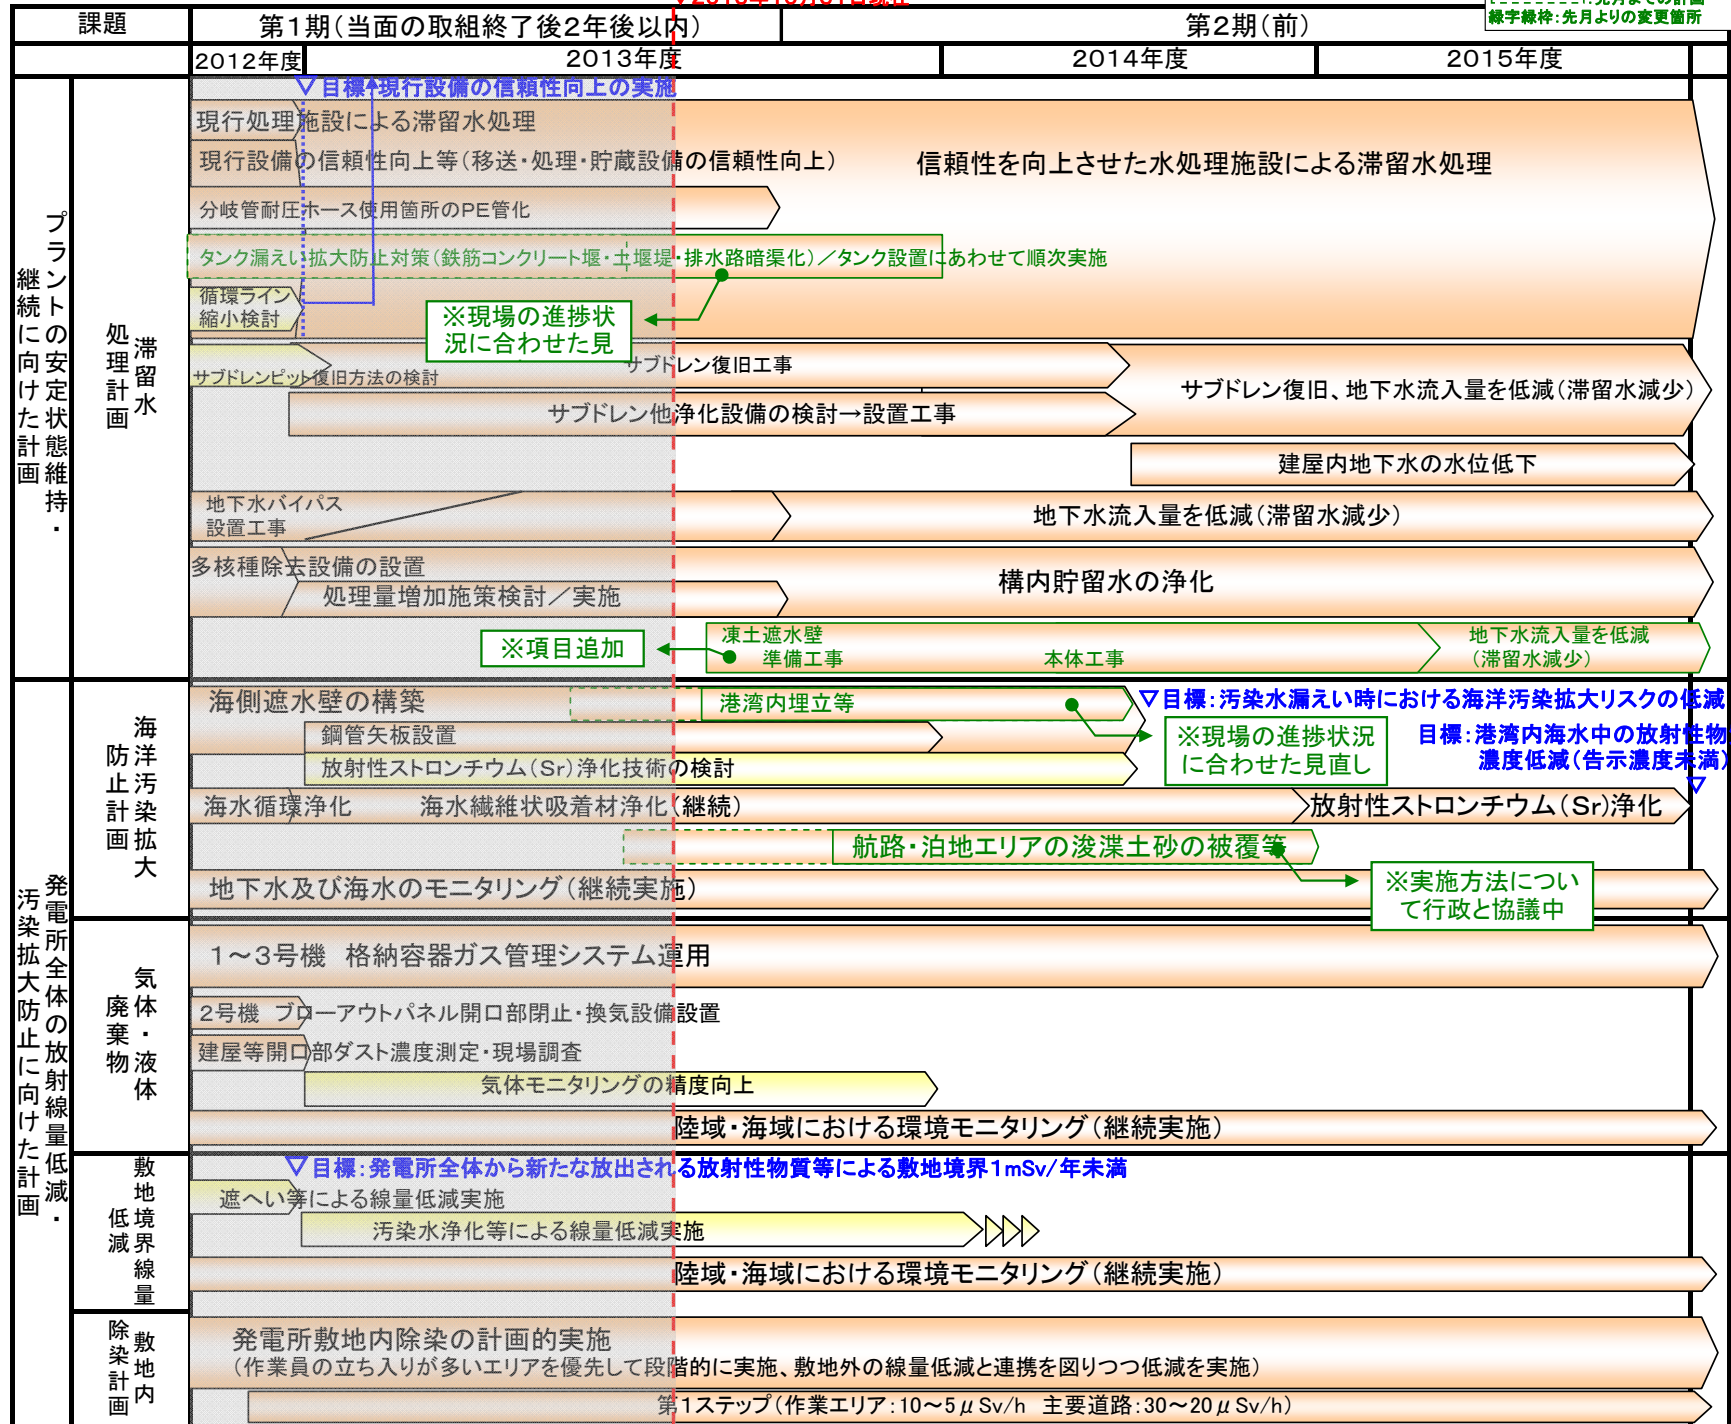 課題
第1期(当面の取組終了後2年後以内)
第2期(前)
緑字緑枠:先月よりの変更箇所
2012年度
2013年度
2014年度
2015年度
プラントの安定状態維持・
継続に向けた計画
滞留水
処理計画
▽目標 現行設備の信頼性向上の実施
現行処理施設による滞留水処理
現行設備の信頼性向上等(移送・処理・貯蔵設備の信頼性向上)
信頼性を向上させた水処理施設による滞留水処理
分岐管耐圧ホース使用箇所のPE管化
タンク漏えい拡大防止対策(鉄筋コンクリート堰・土堰堤・排水路暗渠化)/タンク設置にあわせて順次実施
循環ライン
縮小検討
※現場の進捗状
況に合わせた見
サブドレンピット復旧方法の検討
サブドレン復旧工事
サブドレン復旧、地下水流入量を低減(滞留水減少)
サブドレン他浄化設備の検討→設置工事
建屋内地下水の水位低下
地下水バイパス
設置工事
地下水流入量を低減(滞留水減少)
多核種除去設備の設置
処理量増加施策検討/実施
構内貯留水の浄化
※項目追加
凍土遮水壁
準備工事
本体工事
地下水流入量を低減
(滞留水減少)
発電所全体の放射線量低減・
汚染拡大防止に向けた計画
海洋汚染拡大
防止計画
海側遮水壁の構築
港湾内埋立等
▽目標:汚染水漏えい時における海洋汚染拡大リスクの低減
鋼管矢板設置
※現場の進捗状況
に合わせた見直し
目標:港湾内海水中の放射性物
濃度低減(告示濃度未満)
▽
放射性ストロンチウム(Sr)浄化技術の検討
海水循環浄化
海水繊維状吸着材浄化(継続)
放射性ストロンチウム(Sr)浄化
航路・泊地エリアの浚渫土砂の被覆等
地下水及び海水のモニタリング(継続実施)
※実施方法につい
て行政と協議中
気体・液体
廃棄物
1~3号機 格納容器ガス管理システム運用
2号機 ブローアウトパネル開口部閉止・換気設備設置
建屋等開口部ダスト濃度測定・現場調査
気体モニタリングの精度向上
陸域・海域における環境モニタリング(継続実施)
敷地境界線量
低減
▽目標:発電所全体から新たな放出される放射性物質等による敷地境界1mSv/年未満
遮へい等による線量低減実施
汚染水浄化等による線量低減実施
陸域・海域における環境モニタリング(継続実施)
敷地内
除染計画
発電所敷地内除染の計画的実施
(作業員の立ち入りが多いエリアを優先して段階的に実施、敷地外の線量低減と連携を図りつつ低減を実施)
第1ステップ(作業エリア:10~5μSv/h 主要道路:30~20μSv/h)